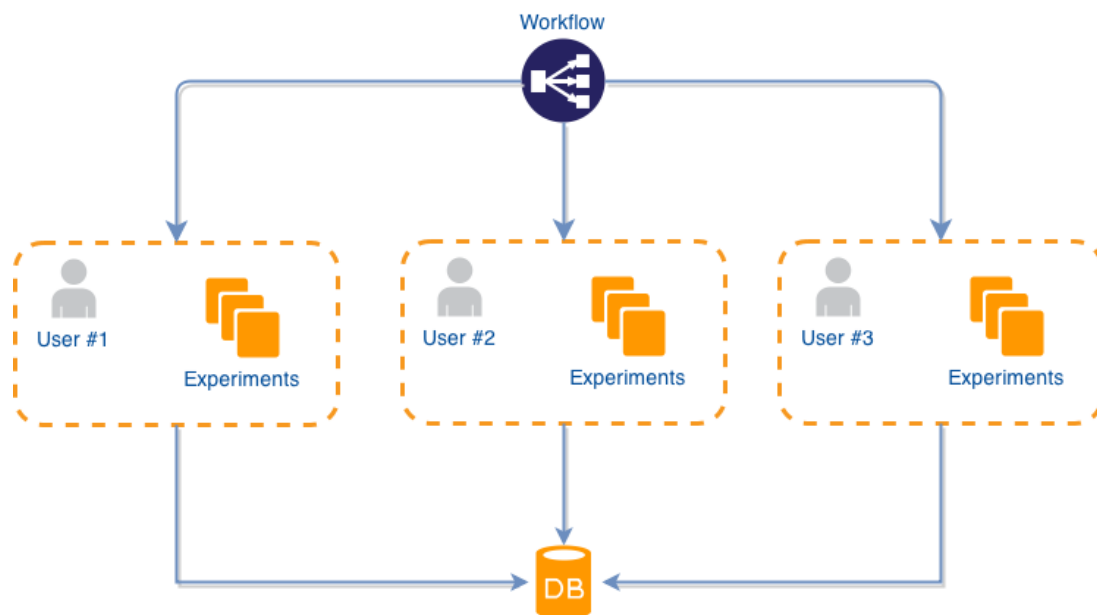 Workflow
User #1
Experiments
User #2
Experiments
User #3
Experiments
DB